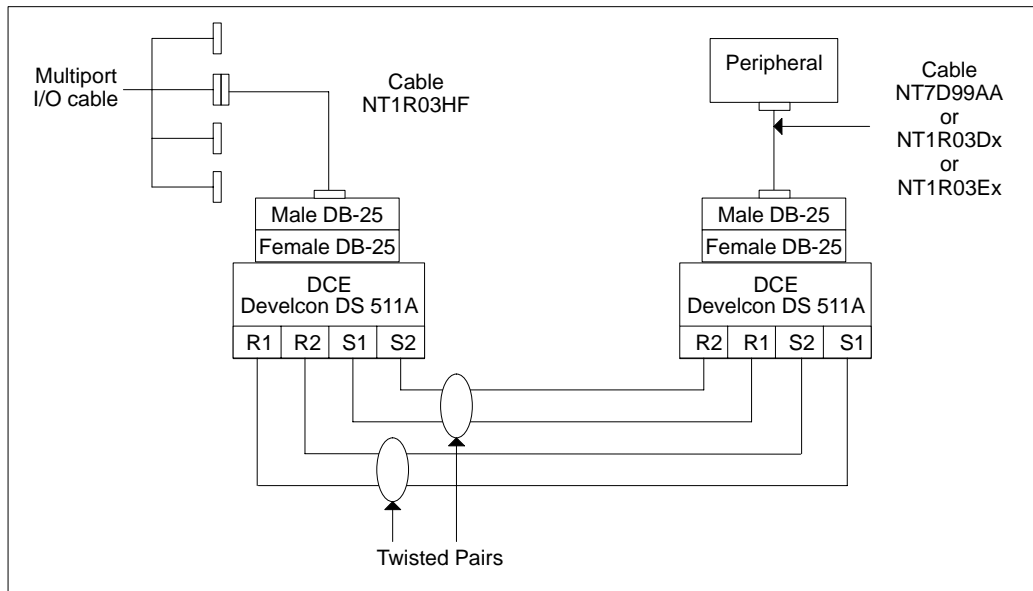 Multiport
I/O cable
Cable
NT1R03HF
Peripheral
Cable
NT7D99AA
or
NT1R03Dx
or
NT1R03Ex
Male DB-25
Female DB-25
DCE
Develcon DS 511A
R1 R2 S1 S2
Male DB-25
Female DB-25
DCE
Develcon DS 511A
R2 R1 S2 S1
Twisted Pairs